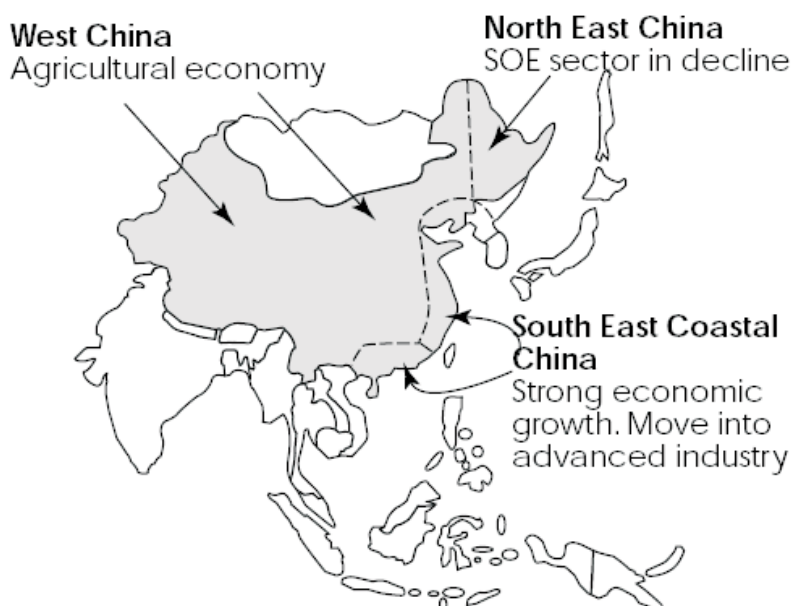 West China
Agricultural economy
North East China
SOE sector in decline
South East Coastal
China
Strong economic
growth. Move into
advanced industry